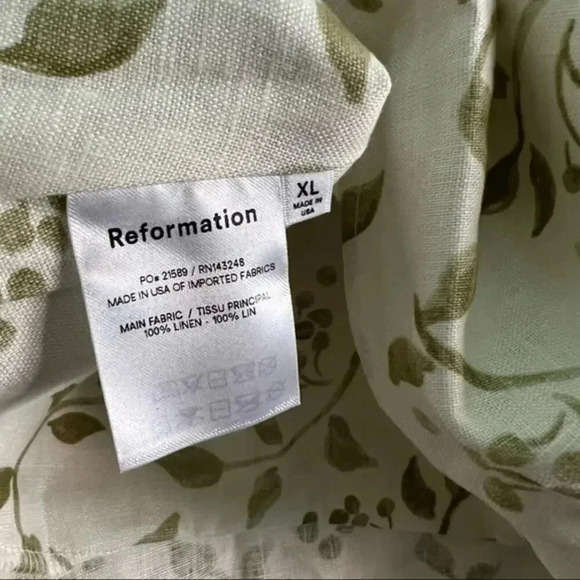 XL
MADE IN
USA
Reformation
PO# 21589 / RN143248
MADE IN USA OF IMPORTED FABRICS
MAIN FABRIC / TISSU PRINCIPAL
100% LINEN - 100% LIN